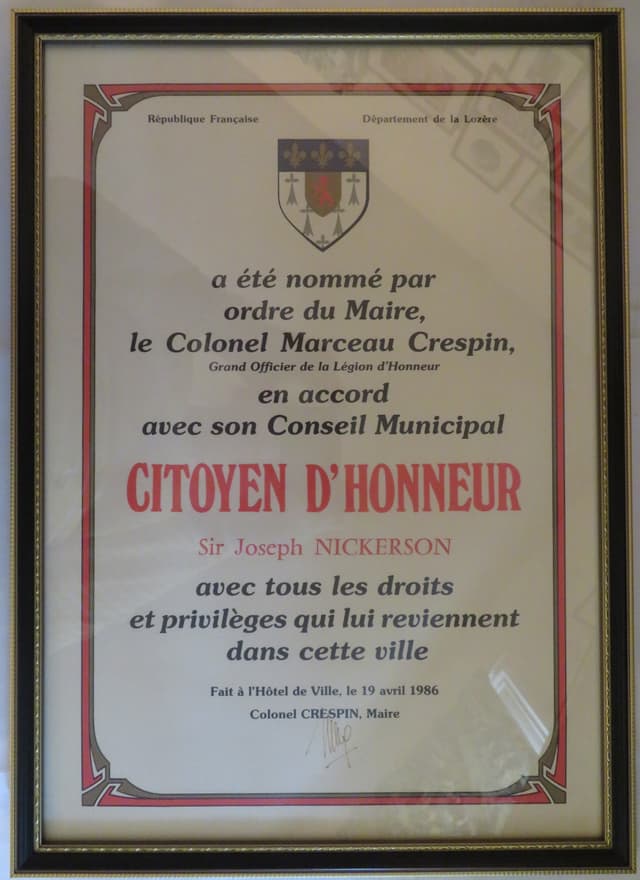 République Française Département de la Lozère
a été nommé par
ordre du Maire,
le Colonel Marceau Crespin,
Grand Officier de la Légion d'Honneur
en accord
avec son Conseil Municipal
CITOYEN D'HONNEUR
Sir Joseph NICKERSON
avec tous les droits
et privilèges qui lui reviennent
dans cette ville
Fait à l'Hôtel de Ville, le 19 avril 1986
Colonel CRESPIN, Maire